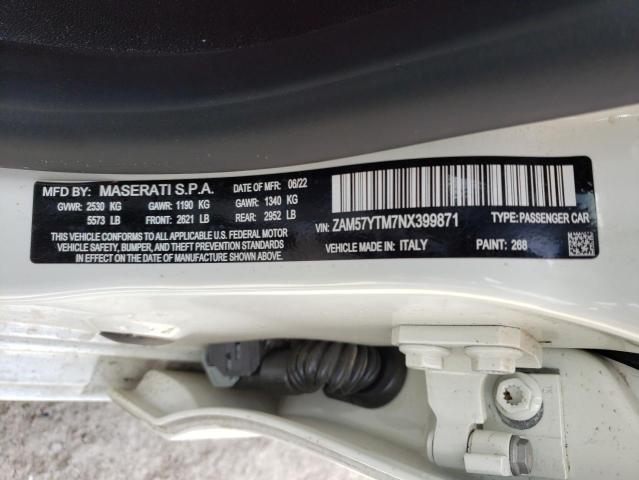 MFD BY: MASERATI S.P.A. DATE OF MFR: 06/22
GVWR: 2530 KG GAWR: 1190 KG GAWR: 1340 KG
5573 LB FRONT: 2621 LB REAR: 2952 LB
THIS VEHICLE CONFORMS TO ALL APPLICABLE U.S. FEDERAL MOTOR
VEHICLE SAFETY, BUMPER, AND THEFT PREVENTION STANDARDS
IN EFFECT ON THE DATE OF MANUFACTURE SHOWN ABOVE.
VIN: ZAM57YTM7NX399871 TYPE: PASSENGER CAR
VEHICLE MADE IN: ITALY PAINT: 268